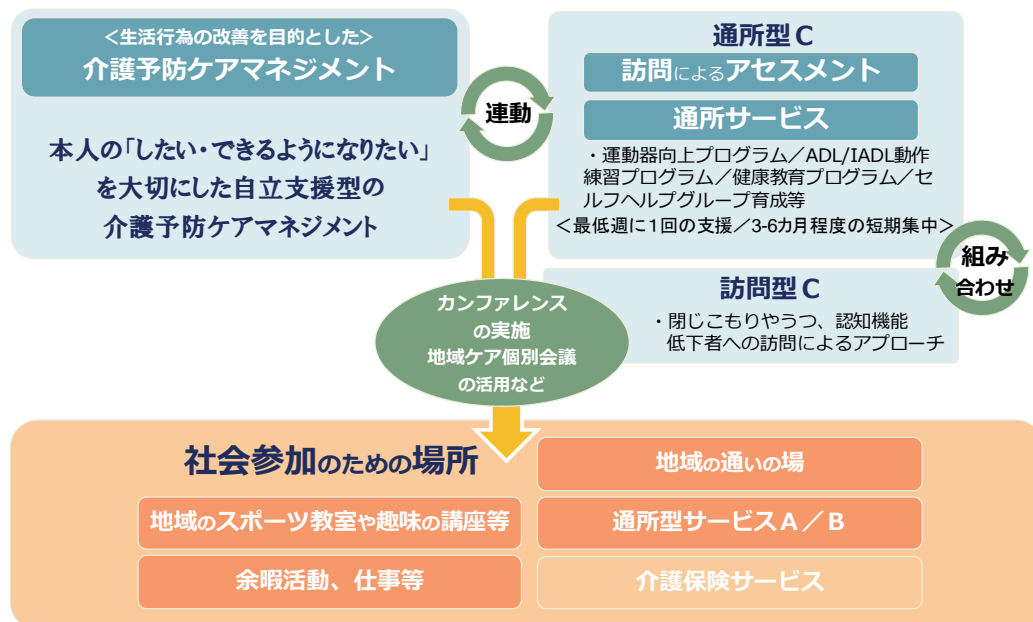 ＜生活行為の改善を目的とした＞
介護予防ケアマネジメント
本人の「したい・できるようになりたい」
を大切にした自立支援型の
介護予防ケアマネジメント
連動
通所型C
訪問によるアセスメント
通所サービス
・運動器向上プログラム／ADL/IADL動作
練習プログラム／健康教育プログラム／セ
ルフヘルプグループ育成等
＜最低週に1回の支援／3-6カ月程度の短期集中＞
組み
合わせ
訪問型C
・閉じこもりやうつ、認知機能
低下者への訪問によるアプローチ
カンファレンス
の実施
地域ケア個別会議
の活用など
社会参加のための場所
地域の通いの場
地域のスポーツ教室や趣味の講座等
通所型サービスA／B
余暇活動、仕事等
介護保険サービス